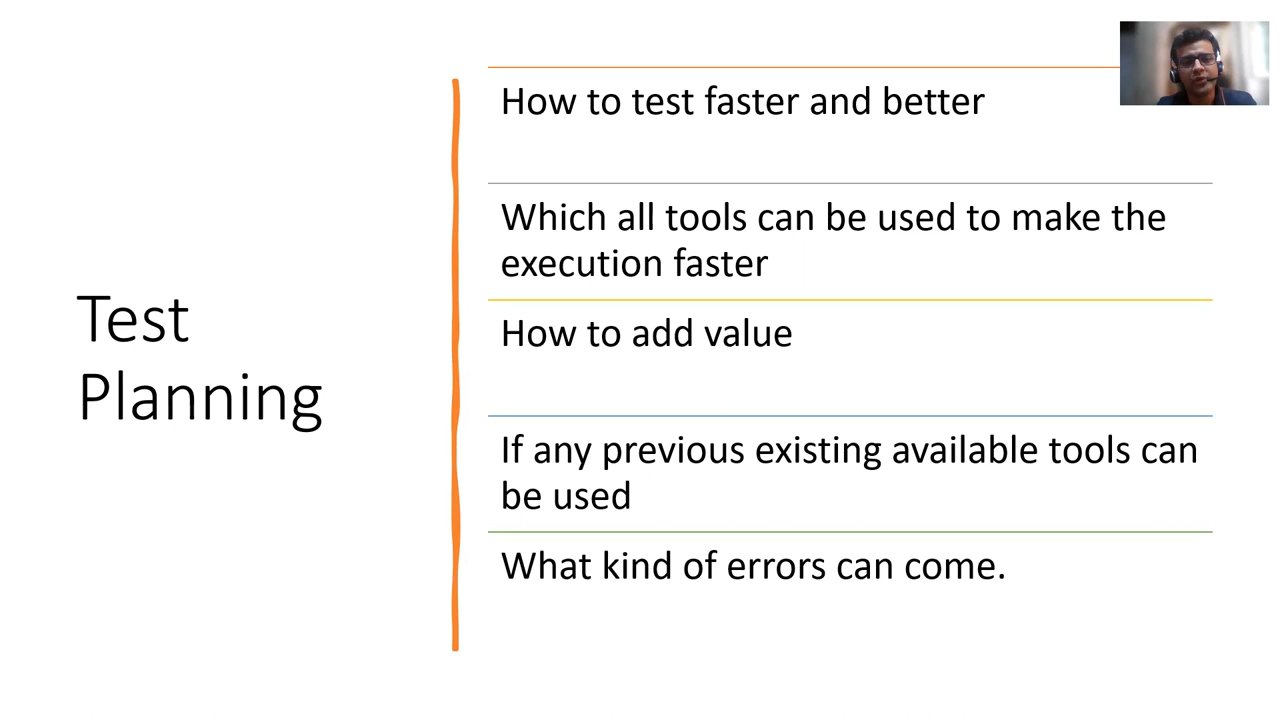 Test
Planning
How to test faster and better
Which all tools can be used to make the
execution faster
How to add value
If any previous existing available tools can
be used
What kind of errors can come.